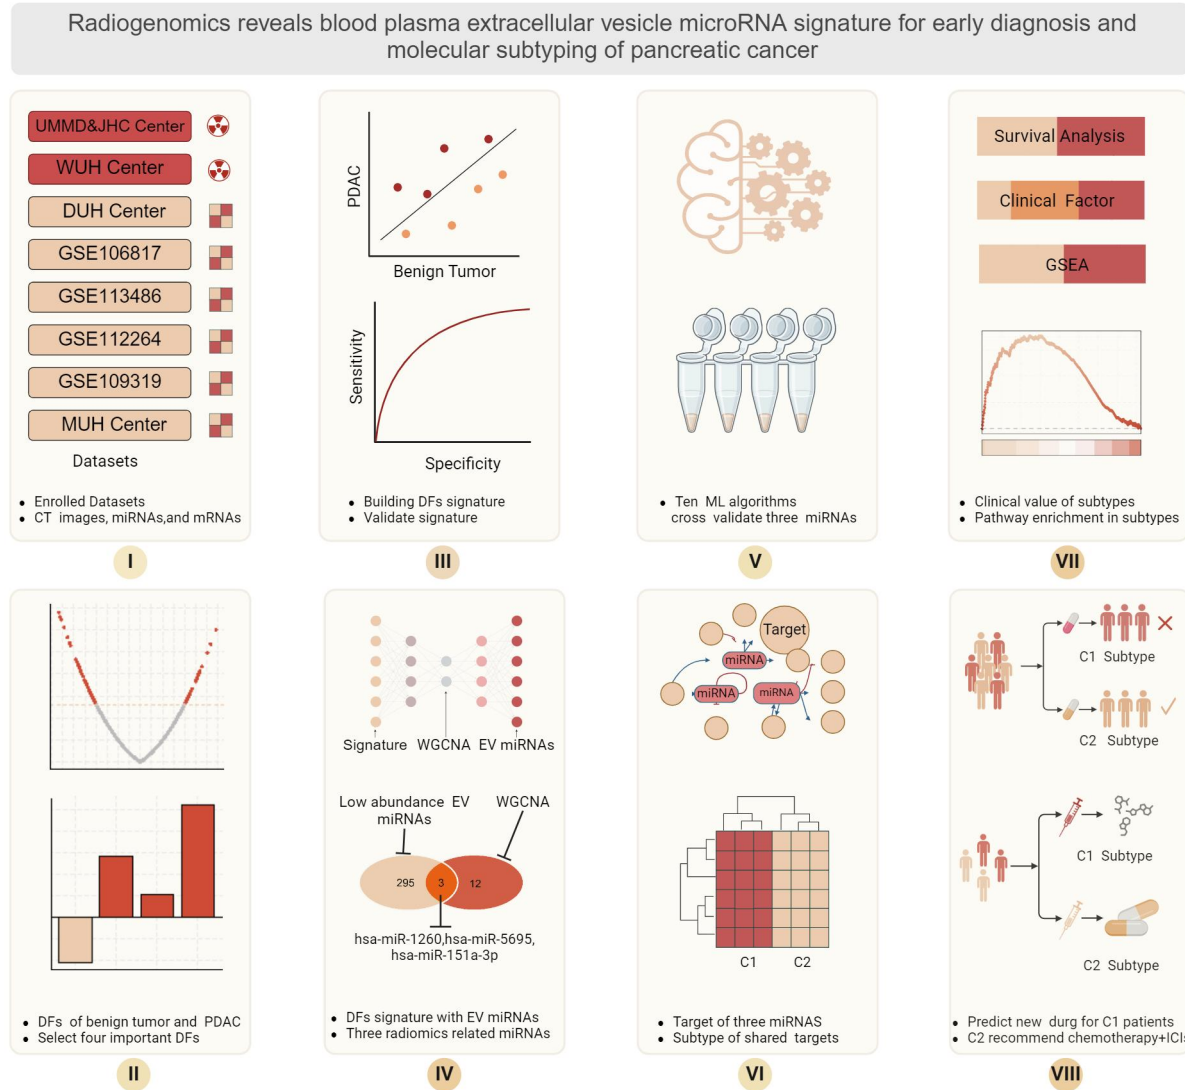 Radiogenomics reveals blood plasma extracellular vesicle microRNA signature for early diagnosis and
molecular subtyping of pancreatic cancer
UMMD&JHC Center
WUH Center
DUH Center
GSE106817
GSE113486
GSE112264
GSE109319
MUH Center
Datasets
• Enrolled Datasets
• CT images, miRNAs,and mRNAs
I
DFs of benign tumor and PDAC
Select four important DFs
II
PDAC
Benign Tumor
Sensitivity
Specificity
• Building DFs signature
• Validate signature
III
Signature WGCNA EV miRNAs
Low abundance EV
miRNAs
WGCNA
295 3 12
hsa-miR-1260,hsa-miR-5695,
hsa-miR-151a-3p
• DFs signature with EV miRNAs
• Three radiomics related miRNAs
IV
• Ten ML algorithms
cross validate three miRNAs
V
Target
miRNA
miRNA
miRNA
C1 C2
• Target of three miRNAS
• Subtype of shared targets
VI
Survival Analysis
Clinical Factor
GSEA
• Clinical value of subtypes
• Pathway enrichment in subtypes
VII
C1 Subtype
C2 Subtype
C1 Subtype
C2 Subtype
• Predict new durg for C1 patients
• C2 recommend chemotherapy+ICIs
VIII